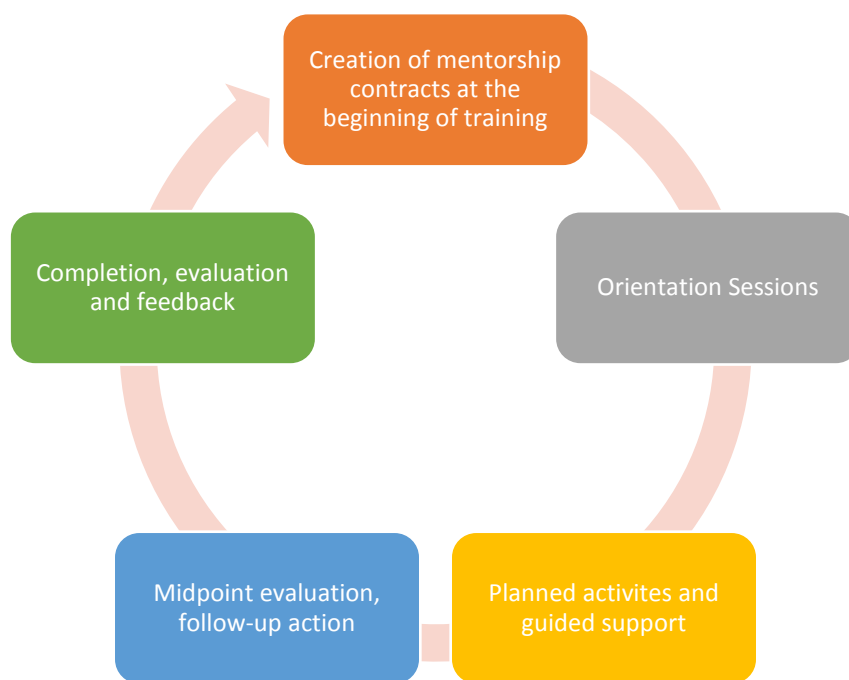 Creation of mentorship
contracts at the
beginning of training
Orientation Sessions
Planned activites and
guided support
Midpoint evaluation,
follow-up action
Completion, evaluation
and feedback